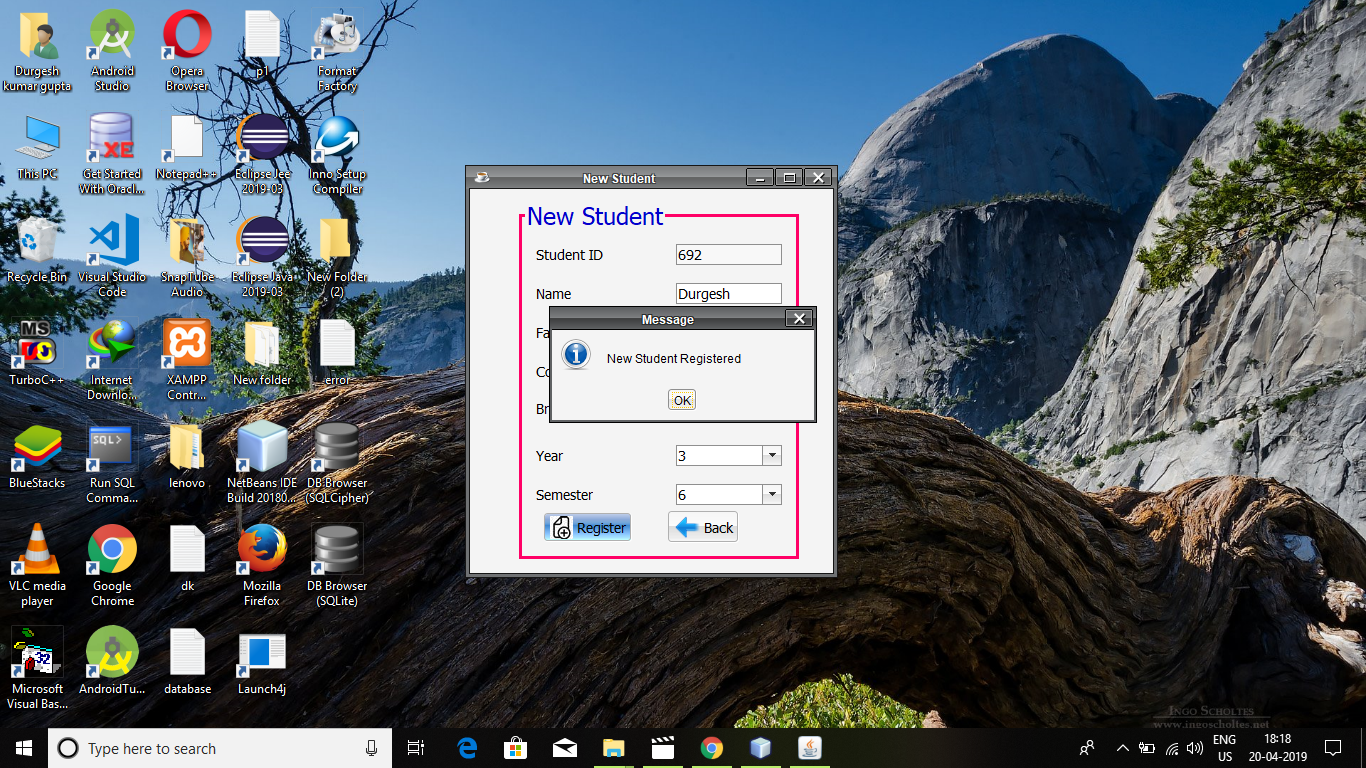 Durgesh
kumar gupta
Android
Studio
Opera
Browser
p1
Format
Factory
This PC
XE
Get Started
With Oracl...
Notepad++
Eclipse Jee
2019-03
Inno Setup
Compiler
Recycle Bin
Visual Studio
Code
SnapTube
Audio
Eclipse Java
2019-03
New Folder
(2)
MS
TurboC++
Internet
Downlo...
XAMPP
Contr...
New folder
error
BlueStacks
SQL>
Run SQL
Comma...
lenovo
NetBeans IDE
Build 20180...
DB Browser
(SQLCipher)
VLC media
player
Google
Chrome
dk
Mozilla
Firefox
DB Browser
(SQLite)
32
Microsoft
Visual Bas...
AndroidTu...
database
Launch4j
New Student
New Student
Student ID 692
Name Durgesh
Fa
Co
Br
Message
New Student Registered
OK
Year 3
Semester 6
Register Back
INGO SCHOLTES
www.ingoscholtes.net
Type here to search
ENG
US
18:18
20-04-2019